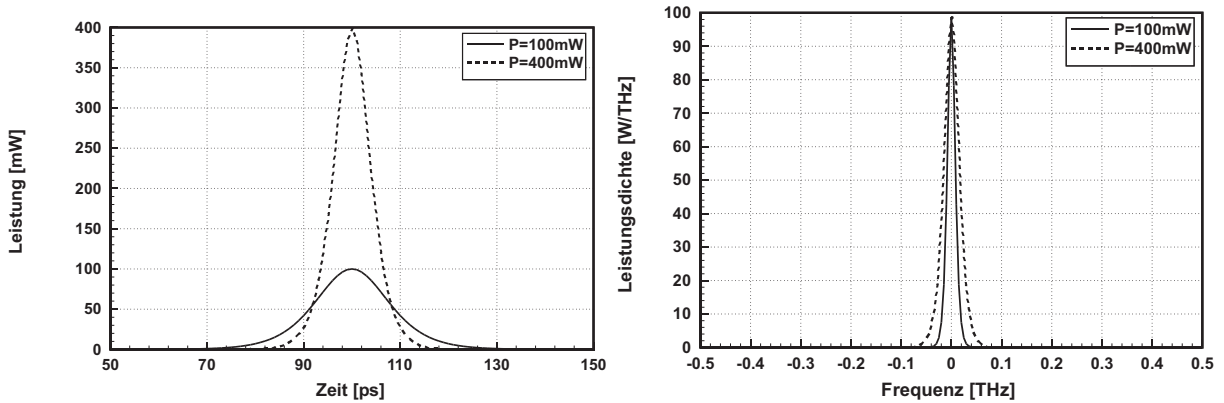 Leistung [mW]
400
350
300
250
200
150
100
50
0
50 70 90 110 130 150
Zeit [ps]
P=100mW
P=400mW
Leistungsdichte [W/THz]
100
90
80
70
60
50
40
30
20
10
0
-0.5 -0.4 -0.3 -0.2 -0.1 0 0.1 0.2 0.3 0.4 0.5
Frequenz [THz]
P=100mW
P=400mW